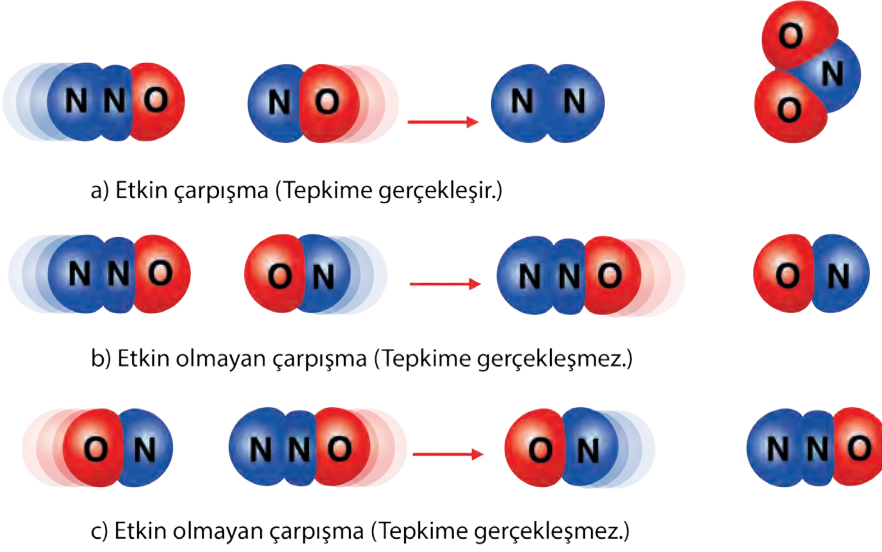 N N O N O N N O N O
a) Etkin çarpışma (Tepkime gerçekleşir.)
N N O O N N N O O N
b) Etkin olmayan çarpışma (Tepkime gerçekleşmez.)
O N N N O O N N N O
c) Etkin olmayan çarpışma (Tepkime gerçekleşmez.)